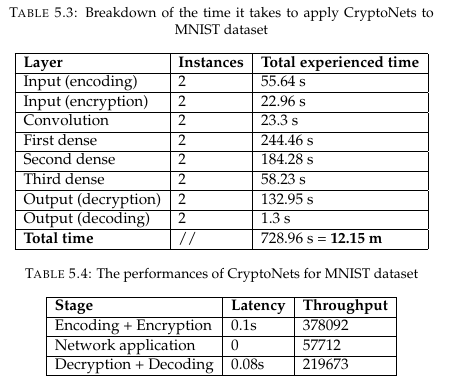 TABLE 5.3: Breakdown of the time it takes to apply CryptoNets to
MNIST dataset
Layer Instances Total experienced time
Input (encoding) 2 55.64 s
Input (encryption) 2 22.96 s
Convolution 2 23.3 s
First dense 2 244.46 s
Second dense 2 184.28 s
Third dense 2 58.23 s
Output (decryption) 2 132.95 s
Output (decoding) 2 1.3 s
Total time // 728.96 s = 12.15 m
TABLE 5.4: The performances of CryptoNets for MNIST dataset
Stage Latency Throughput
Encoding + Encryption 0.1s 378092
Network application 0 57712
Decryption + Decoding 0.08s 219673